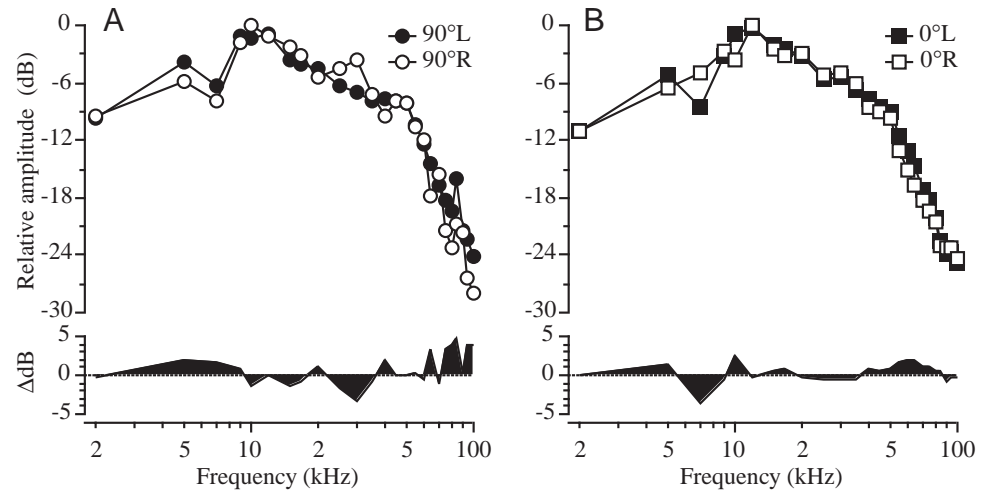 A
B
0
-6
-12
-18
-24
-30
Relative amplitude (dB)
90°L
90°R
0
-6
-12
-18
-24
-30
0°L
0°R
5
0
-5
ΔdB
5
0
-5
2 5 10 2 5 100
Frequency (kHz)
2 5 10 2 5 100
Frequency (kHz)